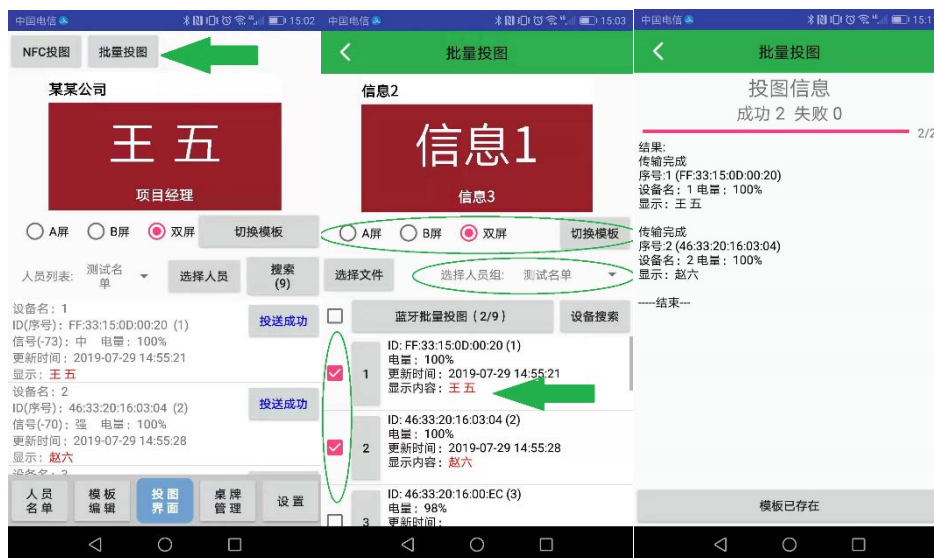 中国电信
15:02
NFC投图
批量投图
某某公司
王 五
项目经理
A屏
B屏
双屏
切换模板
人员列表:
测试名
单
选择人员
搜索
(9)
设备名: 1
ID(序号): FF:33:15:0D:00:20 (1)
信号(-73): 中 电量: 100%
更新时间: 2019-07-29 14:55:21
显示: 王 五
投送成功
设备名: 2
ID(序号): 46:33:20:16:03:04 (2)
信号(-70): 强 电量: 100%
更新时间: 2019-07-29 14:55:28
显示: 赵六
投送成功
设备名: 3
人 员
名 单
模 板
编 辑
投 图
界 面
桌 牌
管 理
设 置
中国电信
15:03
批量投图
信息2
信息1
信息3
A屏
B屏
双屏
切换模板
选择文件
选择人员组:
测试名单
蓝牙批量投图 (2/9)
设备搜索
1
ID: FF:33:15:0D:00:20 (1)
电量: 100%
更新时间: 2019-07-29 14:55:21
显示内容: 王 五
2
ID: 46:33:20:16:03:04 (2)
电量: 100%
更新时间: 2019-07-29 14:55:28
显示内容: 赵六
3
ID: 46:33:20:16:00:EC (3)
电量: 98%
更新时间:
中国电信
批量投图
投图信息
成功 2 失败 0
结果:
传输完成
序号:1 (FF:33:15:0D:00:20)
设备名: 1 电量: 100%
显示: 王 五
传输完成
序号:2 (46:33:20:16:03:04)
设备名: 2 电量: 100%
显示: 赵六
-----结束---
模板已存在